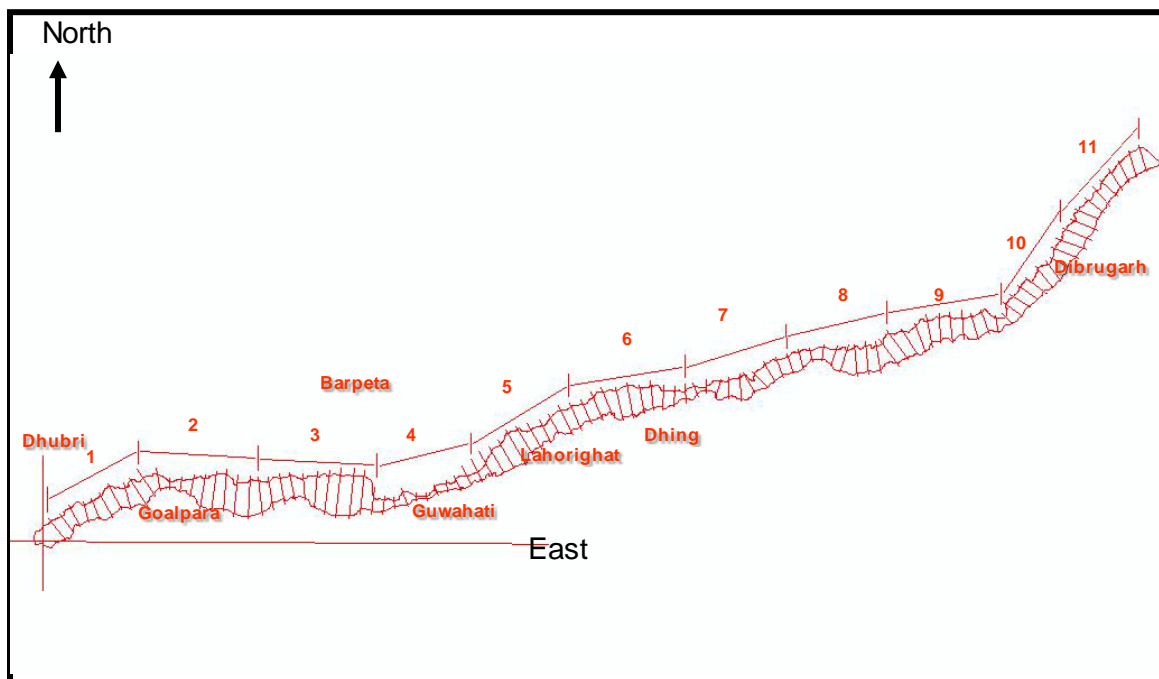 North
11
10
Dibrugarh
9
8
7
6
5
Barpeta
Dhing
Lahorighat
4
3
2
Dhubri
1
Goalpara
Guwahati
East